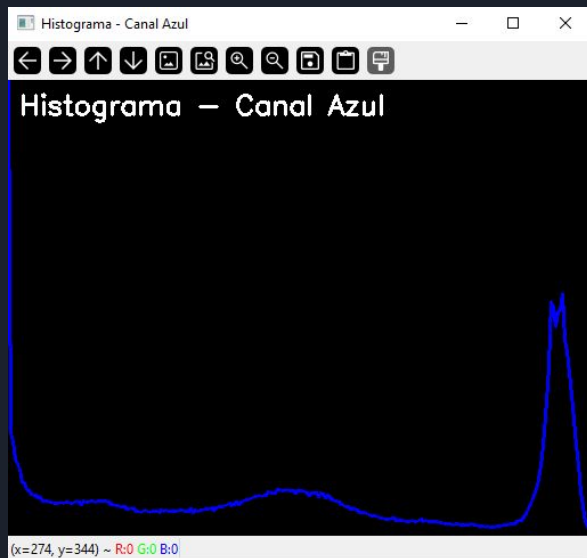 Histograma - Canal Azul
Histograma – Canal Azul
(x=274, y=344) ~ R:0 G:0 B:0